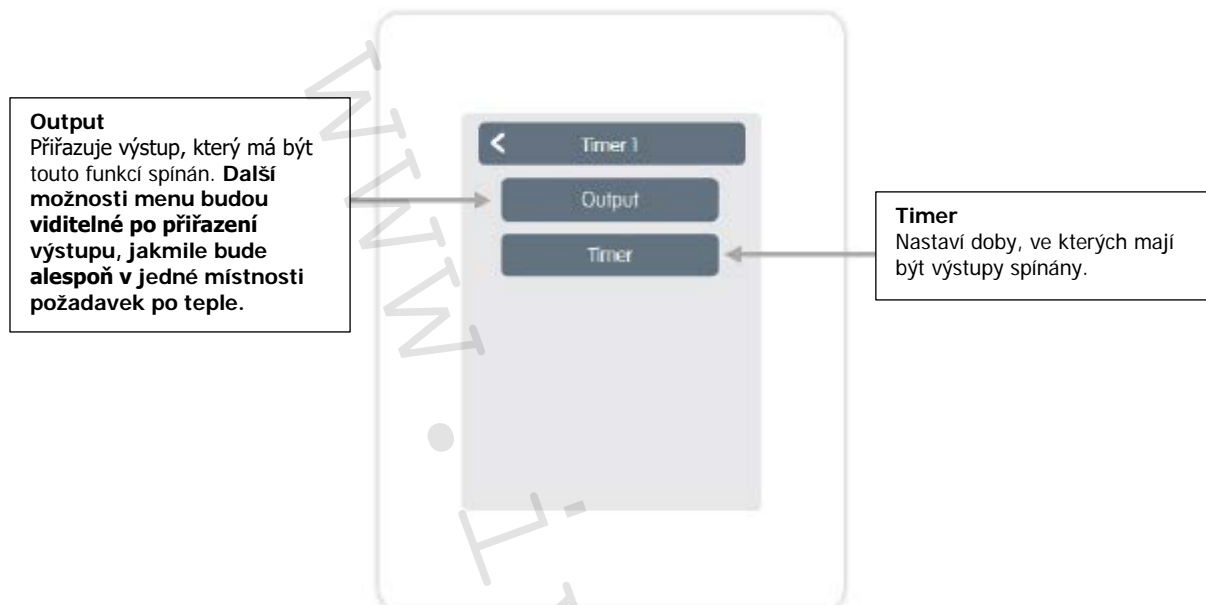 Output
Přiřazuje výstup, který má být
touto funkcí spínán. Další
možnosti menu budou
viditelné po přiřazení
výstupu, jakmile bude
alespoň v jedné místnosti
požadavek po teple.
Timer 1
Output
Timer
Timer
Nastaví doby, ve kterých mají
být výstupy spínány.
www.